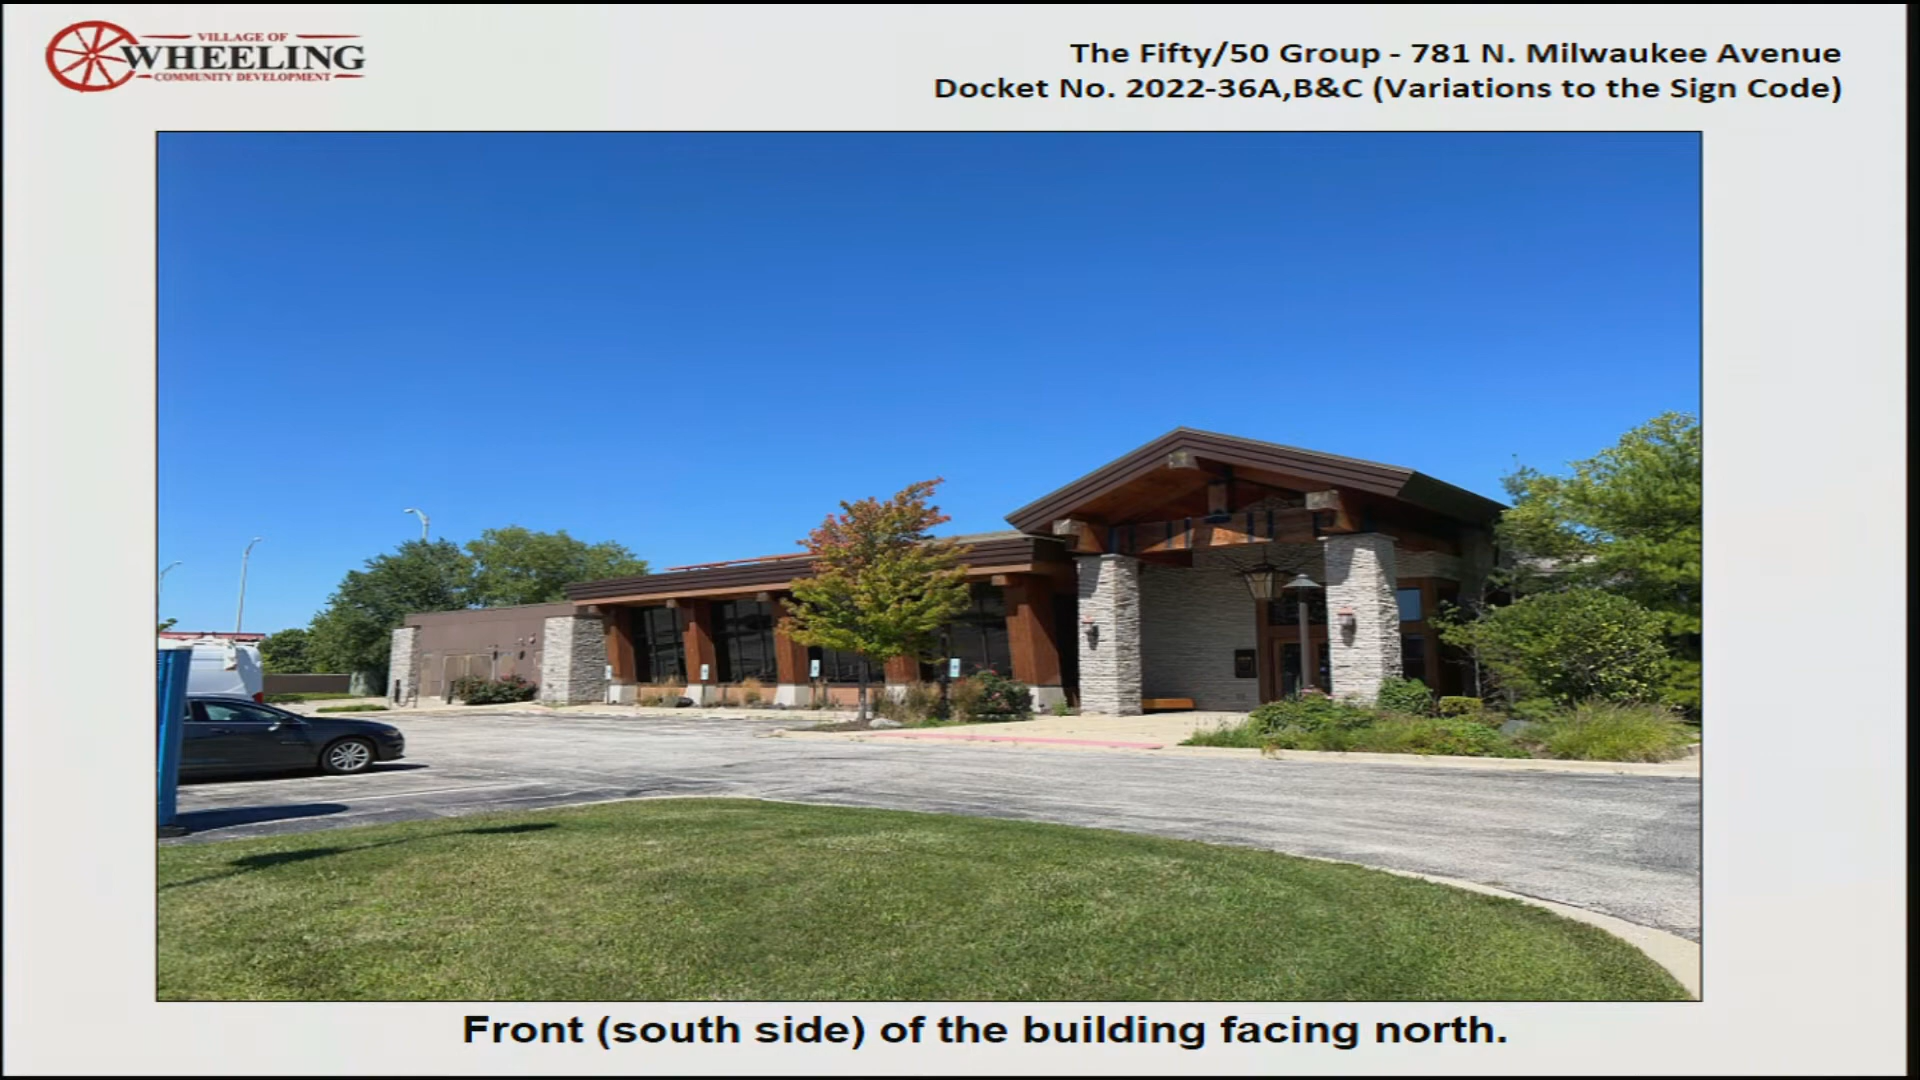 VILLAGE OF
WHEELING
COMMUNITY DEVELOPMENT
The Fifty/50 Group - 781 N. Milwaukee Avenue
Docket No. 2022-36A,B&C (Variations to the Sign Code)
Front (south side) of the building facing north.